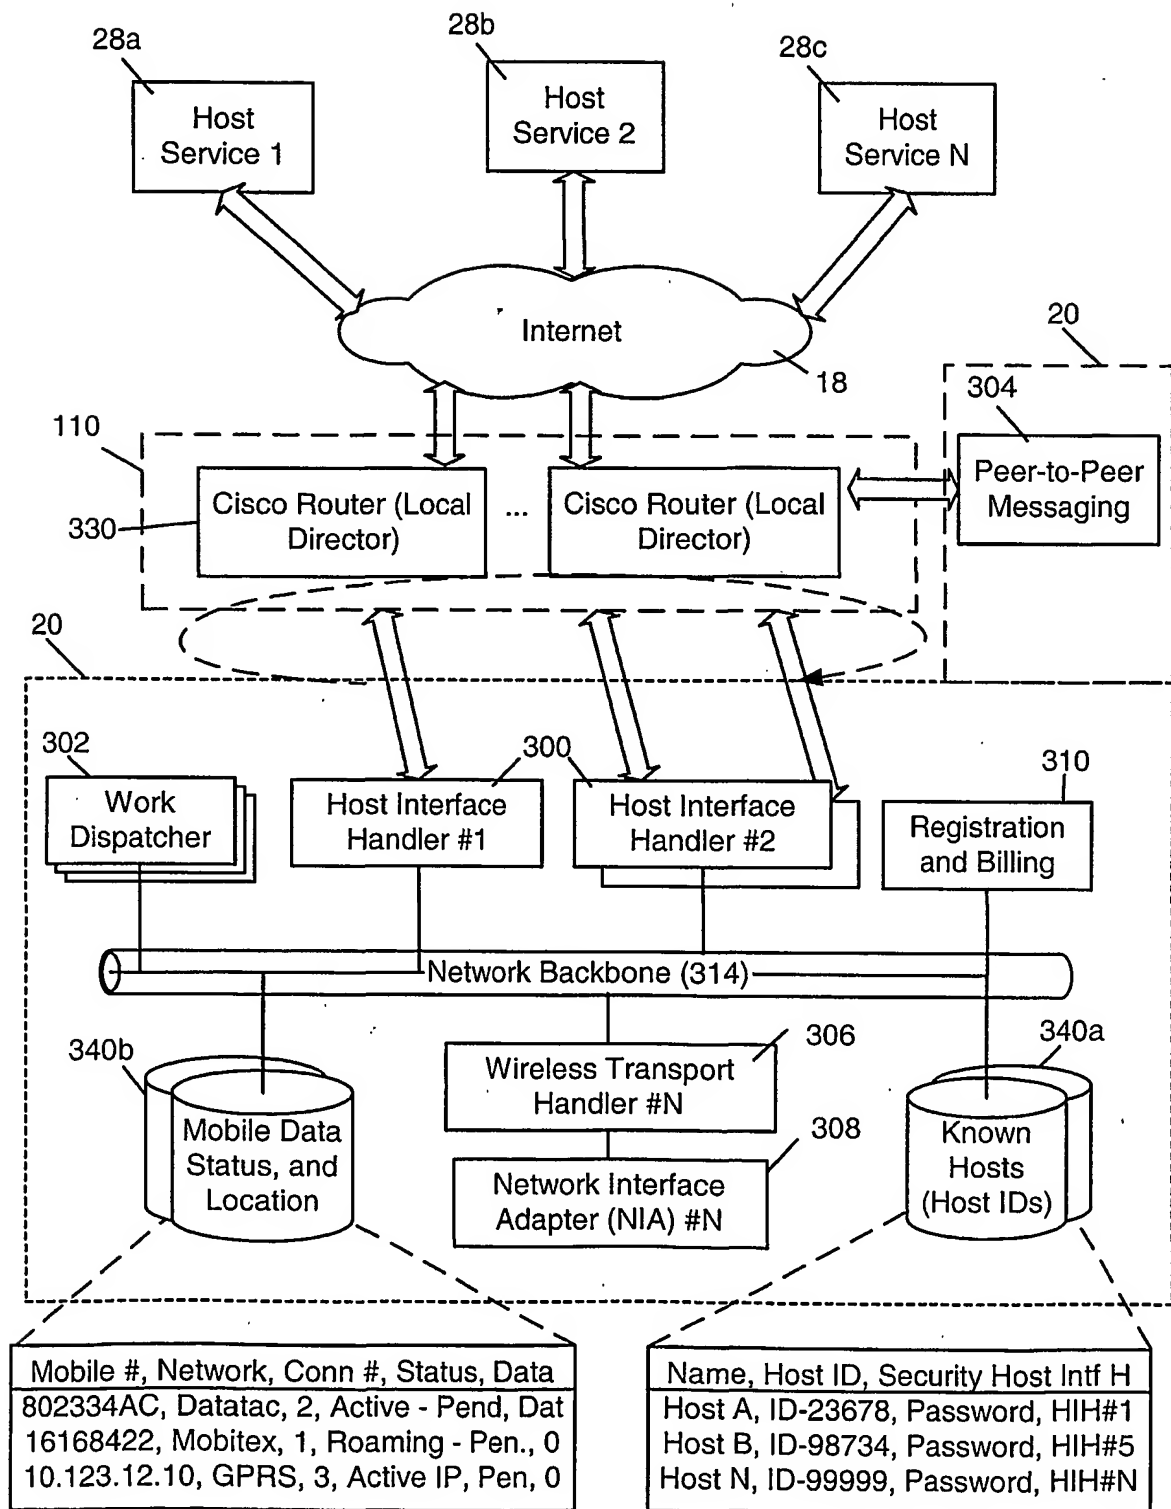 28a
28b
28c
Host
Service 1
Host
Service 2
Host
Service N
Internet
18
20
304
110
Peer-to-Peer
Messaging
Cisco Router (Local
Director)
...
Cisco Router (Local
Director)
330
20
302
300
310
Work
Dispatcher
Host Interface
Handler #1
Host Interface
Handler #2
Registration
and Billing
Network Backbone (314)
340b
306
340a
Wireless Transport
Handler #N
308
Mobile Data
Status, and
Location
Network Interface
Adapter (NIA) #N
Known
Hosts
(Host IDs)
Mobile #, Network, Conn #, Status, Data
802334AC, Datatac, 2, Active - Pend, Dat
16168422, Mobitex, 1, Roaming - Pen., 0
10.123.12.10, GPRS, 3, Active IP, Pen, 0
Name, Host ID, Security Host Intf H
Host A, ID-23678, Password, HIH#1
Host B, ID-98734, Password, HIH#5
Host N, ID-99999, Password, HIH#N